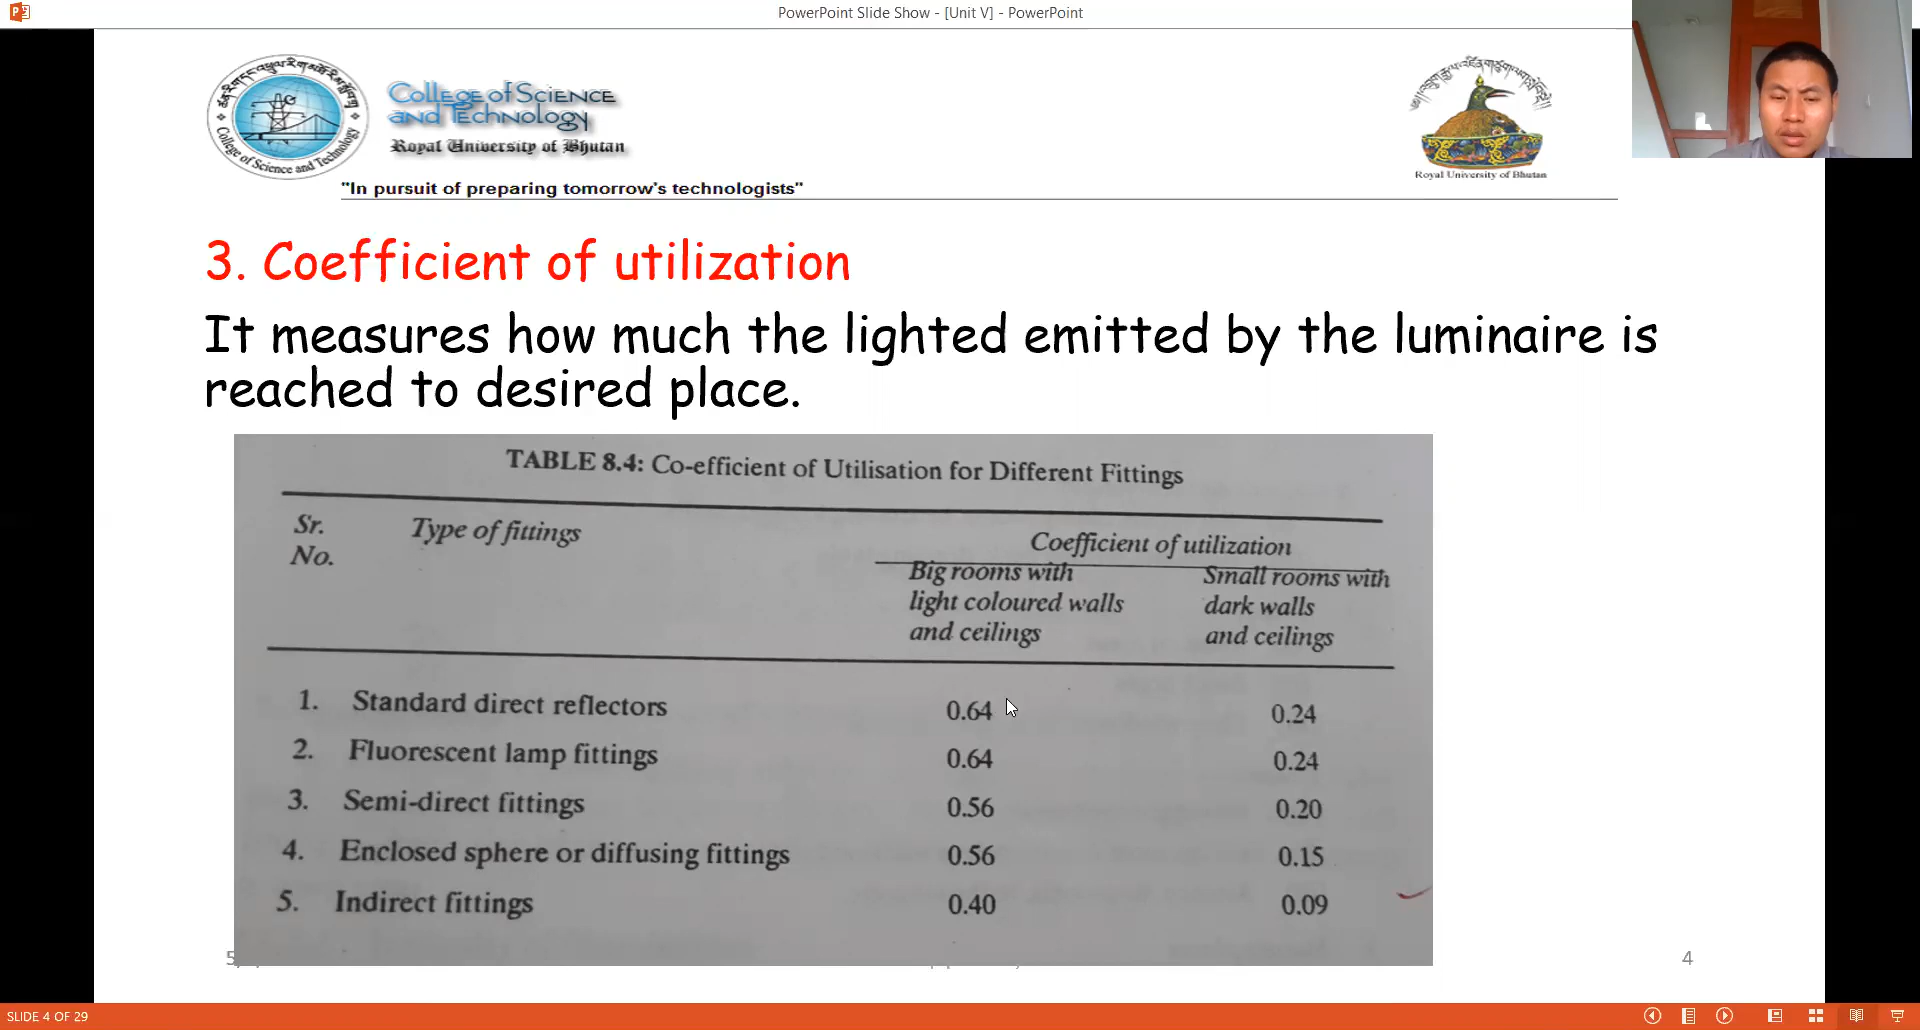 PowerPoint Slide Show - [Unit V] - PowerPoint
College of Science and Technology
College of Science
and Technology
Royal University of Bhutan
Royal University of Bhutan
"In pursuit of preparing tomorrow's technologists"
3. Coefficient of utilization
It measures how much the lighted emitted by the luminaire is
reached to desired place.
TABLE 8.4: Co-efficient of Utilisation for Different Fittings
Sr. Type of fittings
No.
Coefficient of utilization
Big rooms with Small rooms with
light coloured walls dark walls
and ceilings and ceilings
1. Standard direct reflectors 0.64 0.24
2. Fluorescent lamp fittings 0.64 0.24
3. Semi-direct fittings 0.56 0.20
4. Enclosed sphere or diffusing fittings 0.56 0.15
5. Indirect fittings 0.40 0.09
4
SLIDE 4 OF 29